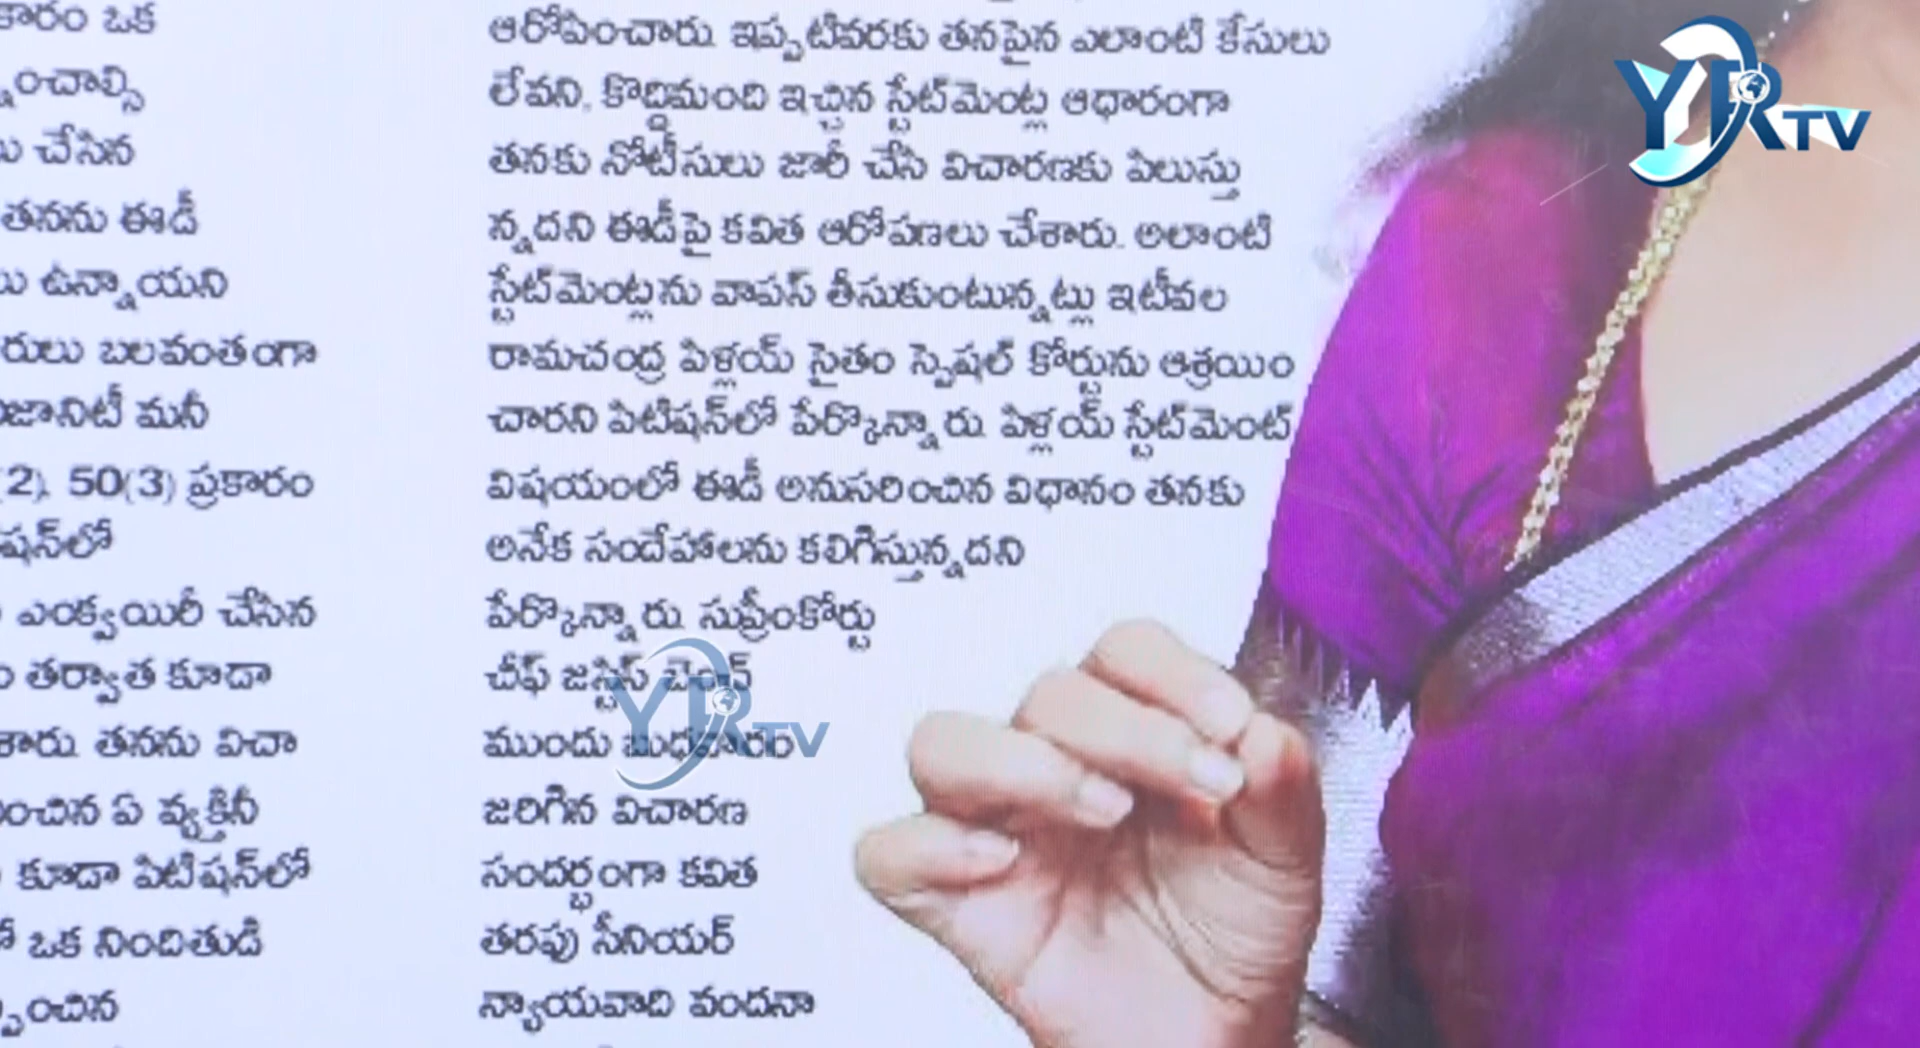 కారం ఒక
ంచాల్సి
చేసిన
తనను ఈడీ
ఉన్నాయని
రులు బలవంతంగా
మనీ
(2), 50(3) ప్రకారం
షన్‌లో
ఎంక్వయిరీ చేసిన
తర్వాత కూడా
శారు. తనను విచా
ంచిన ఏ వ్యక్తినీ
కూడా పిటిషన్‌లో
ఒక నిందితుడి
ఆరోపించారు. ఇప్పటివరకు తనపైన ఎలాంటి కేసులు
లేవని, కొద్దిమంది ఇచ్చిన స్టేట్‌మెంట్ల ఆధారంగా
తనకు నోటీసులు జారీ చేసి విచారణకు పిలుస్తు
న్నదని ఈడీపై కవిత ఆరోపణలు చేశారు. అలాంటి
స్టేట్‌మెంట్లను వాపస్ తీసుకుంటున్నట్లు ఇటీవల
రామచంద్ర పిళ్లయ్ సైతం స్పెషల్ కోర్టును ఆశ్రయిం
చారని పిటిషన్‌లో పేర్కొన్నారు. పిళ్లయ్ స్టేట్‌మెంట్
విషయంలో ఈడీ అనుసరించిన విధానం తనకు
అనేక సందేహాలను కలిగిస్తున్నదని
పేర్కొన్నారు. సుప్రీంకోర్టు
చీఫ్ జస్టిస్ బెంచ్
ముందు బుధవారం
జరిగిన విచారణ
సందర్భంగా కవిత
తరఫు సీనియర్
న్యాయవాది వందనా
YR TV
YR TV